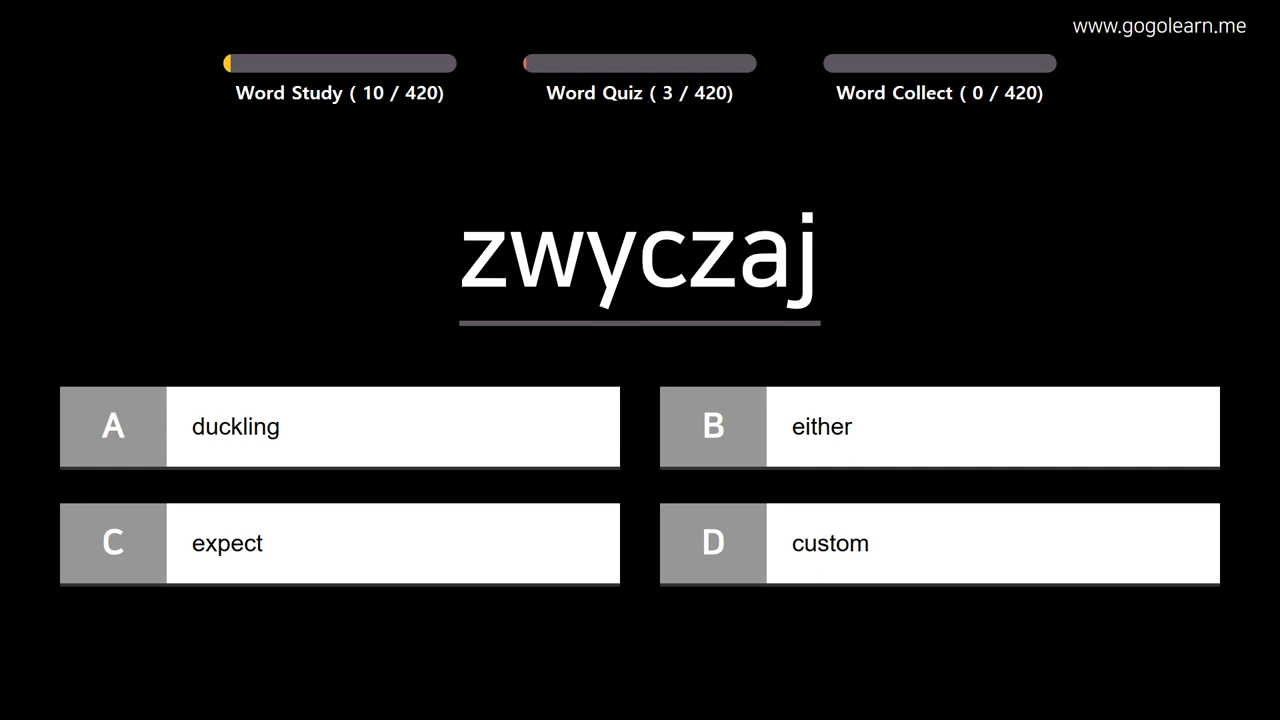 www.gogolearn.me
Word Study ( 10 / 420)
Word Quiz ( 3 / 420)
Word Collect ( 0 / 420)
zwyczaj
A duckling
B either
C expect
D custom